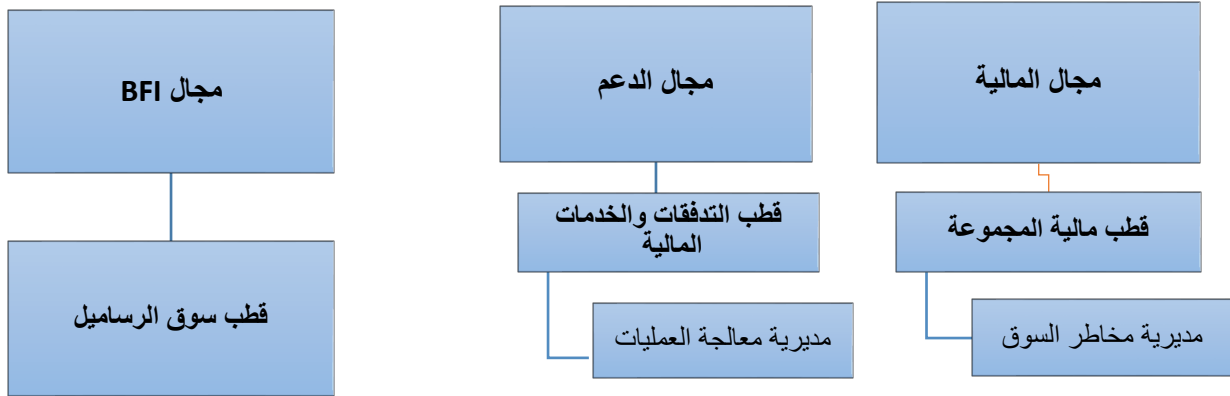 مجال المالية
مجال الدعم
مجال BFI
قطب مالية المجموعة
قطب التدفقات والخدمات
المالية
قطب سوق الرساميل
مديرية مخاطر السوق
مديرية معالجة العمليات